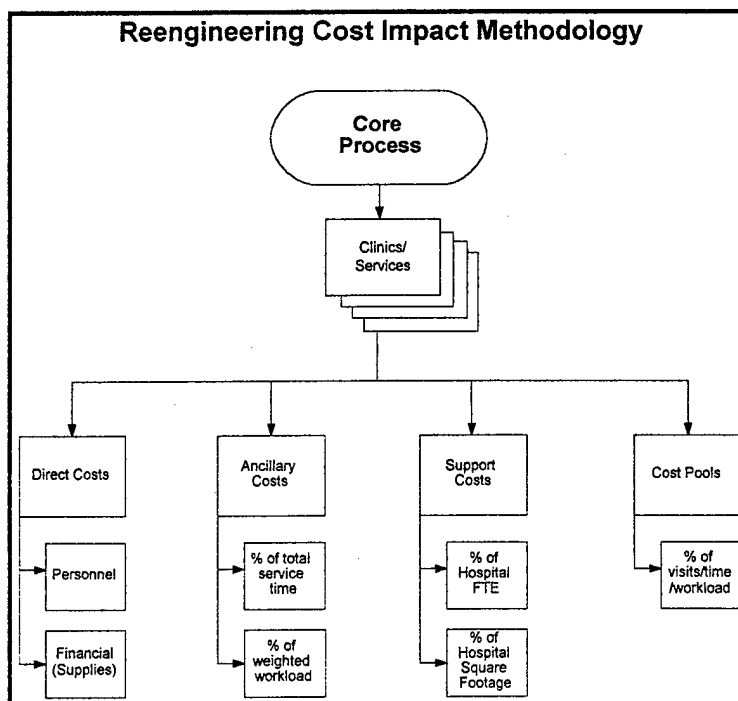 Reengineering Cost Impact Methodology
Core
Process
Clinics/
Services
Direct Costs
Ancillary
Costs
Support
Costs
Cost Pools
Personnel
% of total
service
time
% of
Hospital
FTE
% of
visits/time
/workload
Financial
(Supplies)
% of
weighted
workload
% of
Hospital
Square
Footage